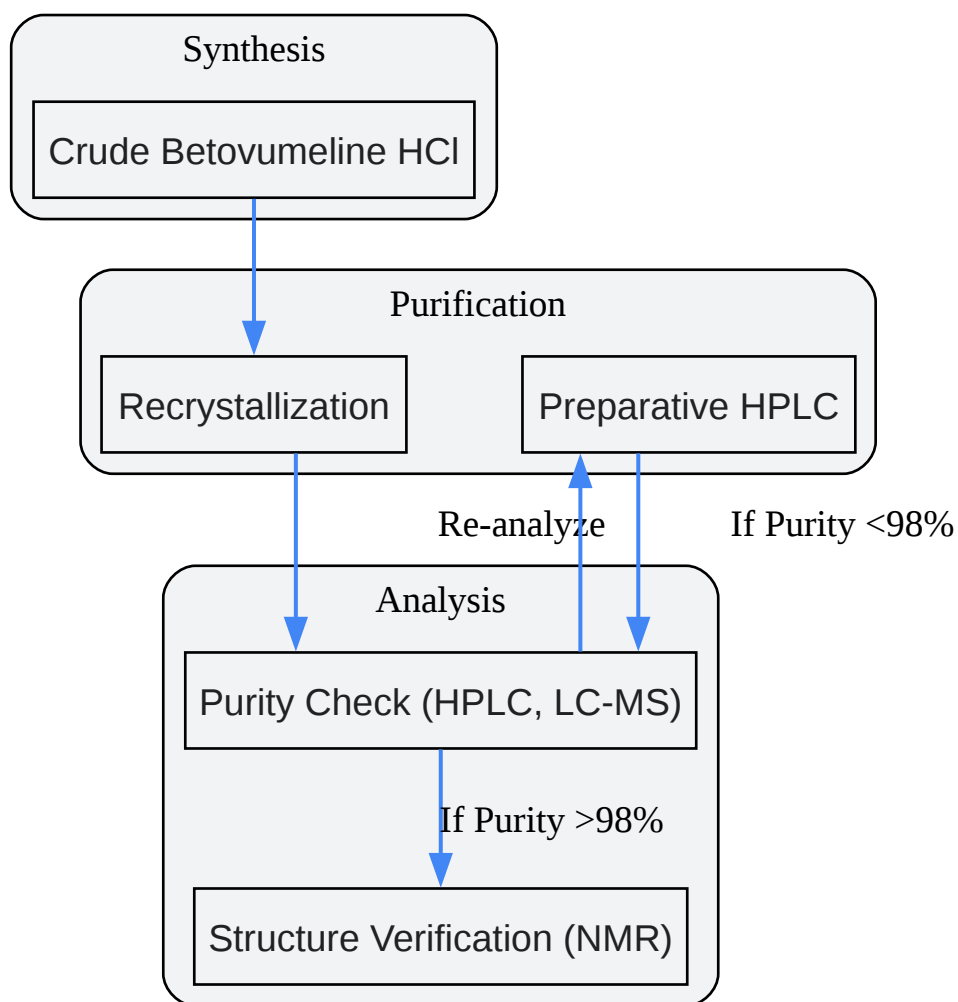 Synthesis
Crude Betovumeline HCl
Purification
Recrystallization
Preparative HPLC
Re-analyze
If Purity <98%
Analysis
Purity Check (HPLC, LC-MS)
If Purity >98%
Structure Verification (NMR)